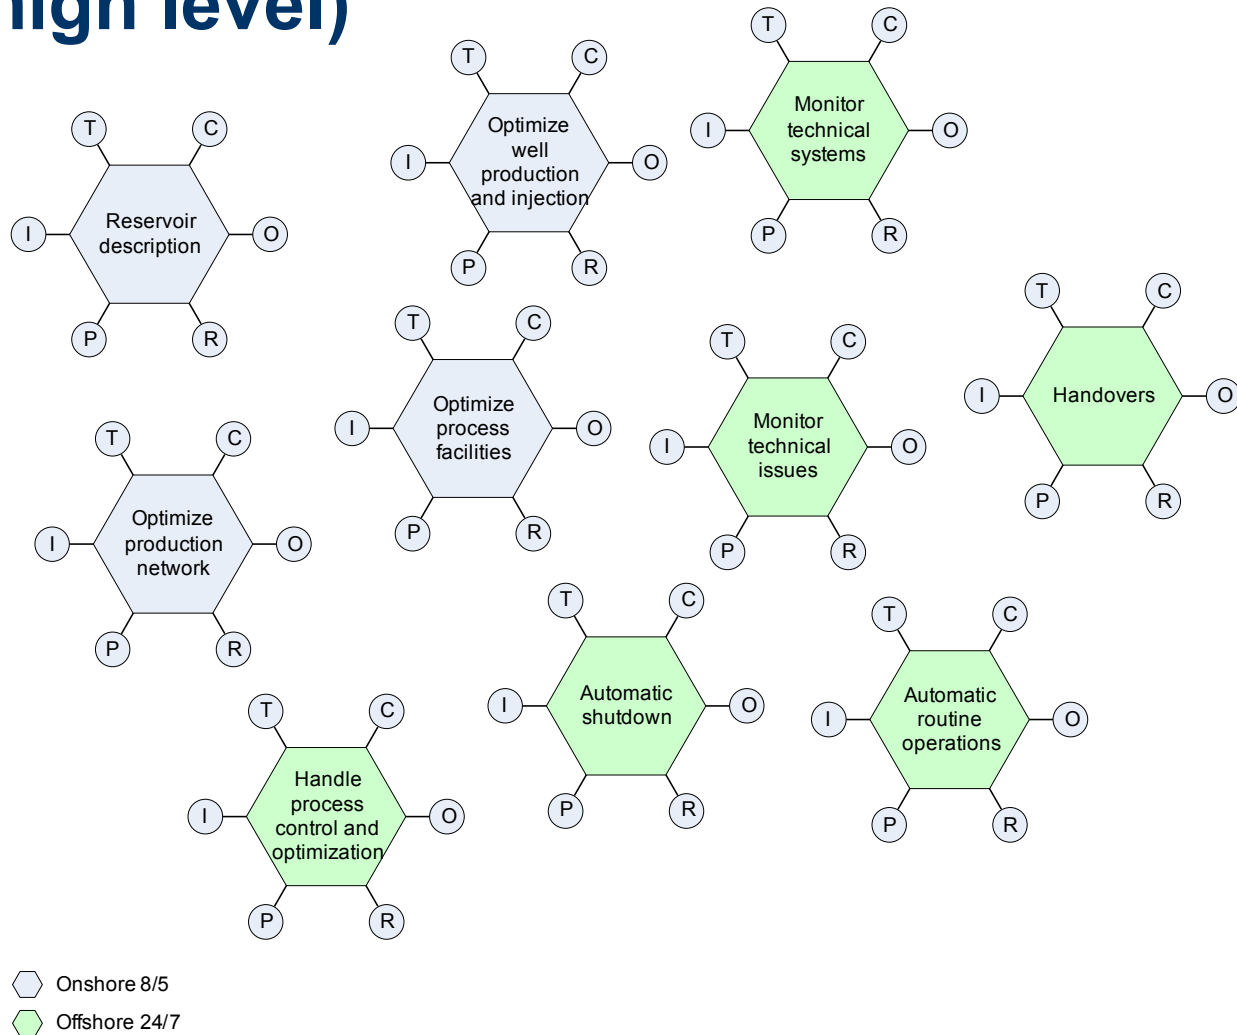 high level)
T
C
I
O
P
R
Monitor
technical
systems
T
C
I
O
P
R
Optimize
well
production
and injection
T
C
I
O
P
R
Reservoir
description
T
C
I
O
P
R
Handovers
T
C
I
O
P
R
Optimize
process
facilities
T
C
I
O
P
R
Monitor
technical
issues
T
C
I
O
P
R
Optimize
production
network
T
C
I
O
P
R
Automatic
shutdown
T
C
I
O
P
R
Automatic
routine
operations
T
C
I
O
P
R
Handle
process
control and
optimization
Onshore 8/5
Offshore 24/7